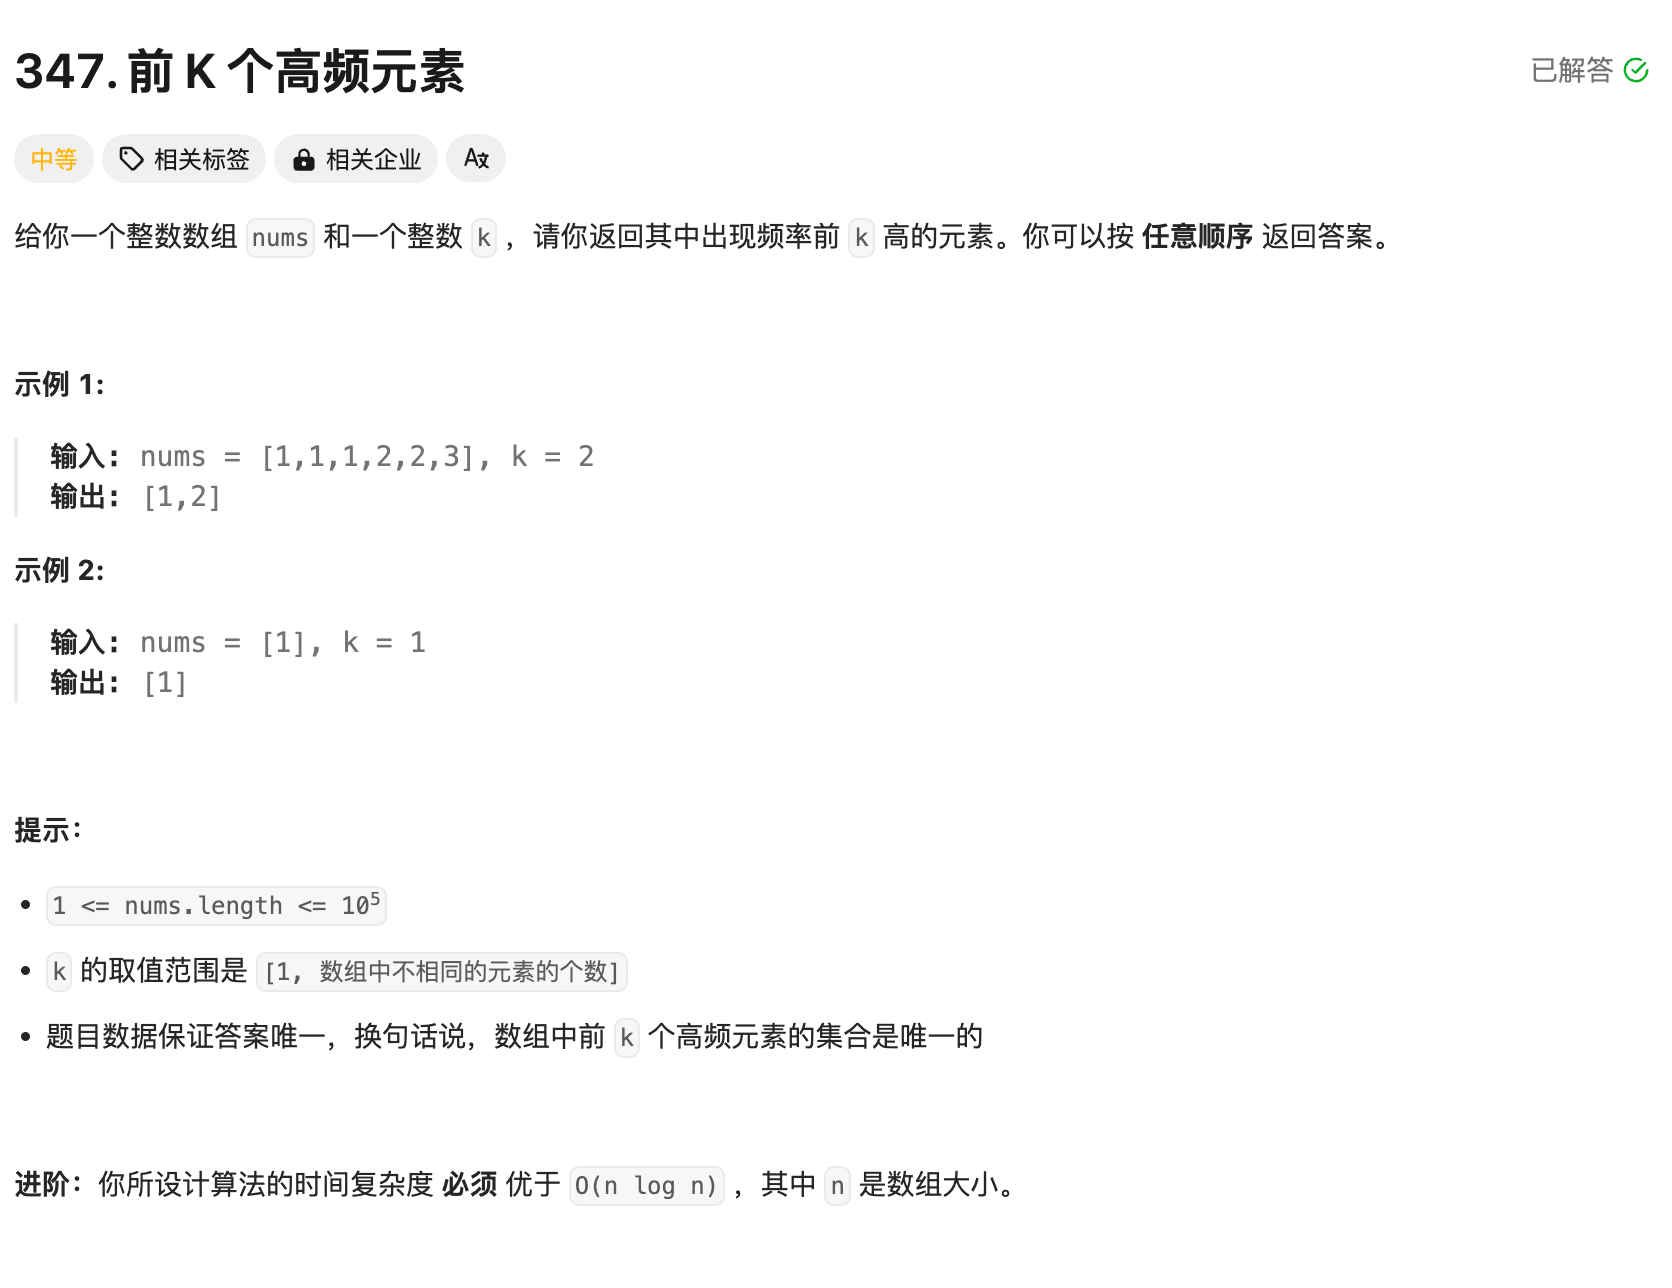 347. 前 K 个高频元素
已解答
中等 相关标签 相关企业
给你一个整数数组 nums 和一个整数 k ，请你返回其中出现频率前 k 高的元素。你可以按 任意顺序 返回答案。
示例 1:
输入: nums = [1,1,1,2,2,3], k = 2
输出: [1,2]
示例 2:
输入: nums = [1], k = 1
输出: [1]
提示：
• 1 <= nums.length <= 10⁵
• k 的取值范围是 [1, 数组中不相同的元素的个数]
• 题目数据保证答案唯一，换句话说，数组中前 k 个高频元素的集合是唯一的
进阶：你所设计算法的时间复杂度 必须 优于 O(n log n) ，其中 n 是数组大小。